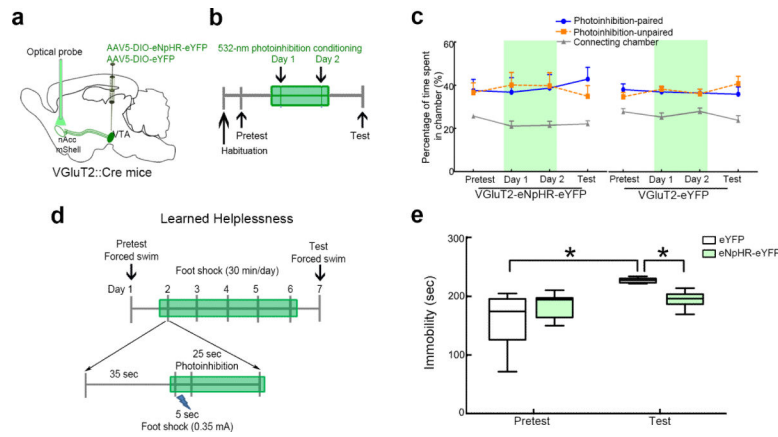 a
Optical probe
AAV5-DIO-eNpHR-eYFP
AAV5-DIO-eYFP
nAcc
mShell
VTA
VGluT2::Cre mice
b
532-nm photoinhibition conditioning
Day 1
Day 2
Pretest
Habituation
Test
c
Photoinhibition-paired
Photoinhibition-unpaired
Connecting chamber
Percentage of time spent
in chamber (%)
60
40
20
0
Pretest
Day 1
Day 2
Test
Pretest
Day 1
Day 2
Test
VGluT2-eNpHR-eYFP
VGluT2-eYFP
d
Learned Helplessness
Pretest
Forced swim
Test
Forced swim
Foot shock (30 min/day)
Day 1 2 3 4 5 6 7
25 sec
Photoinhibition
35 sec
5 sec
Foot shock (0.35 mA)
e
eYFP
eNpHR-eYFP
Immobility (sec)
300
200
100
0
* *
Pretest
Test